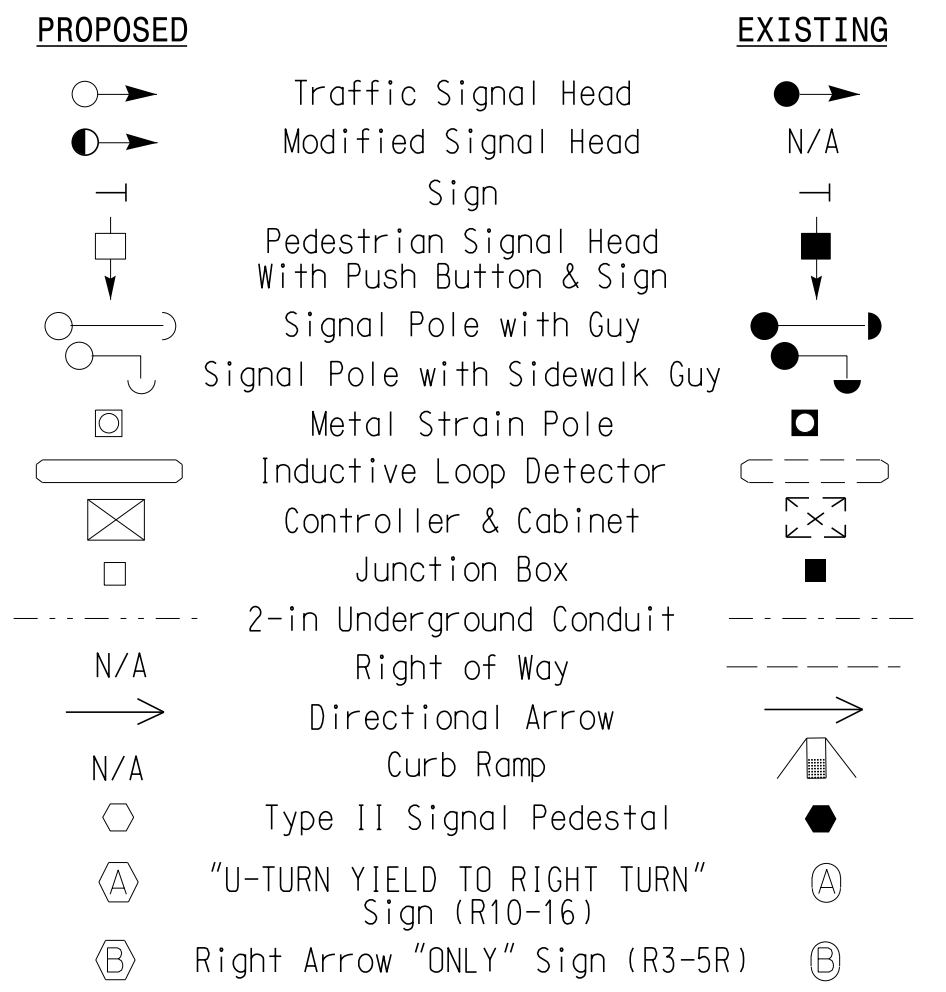 PROPOSED EXISTING
Traffic Signal Head
Modified Signal Head N/A
Sign
Pedestrian Signal Head
With Push Button & Sign
Signal Pole with Guy
Signal Pole with Sidewalk Guy
Metal Strain Pole
Inductive Loop Detector
Controller & Cabinet
Junction Box
2-in Underground Conduit
N/A Right of Way
Directional Arrow
N/A Curb Ramp
Type II Signal Pedestal
A "U-TURN YIELD TO RIGHT TURN" A
Sign (R10-16)
B Right Arrow "ONLY" Sign (R3-5R) B